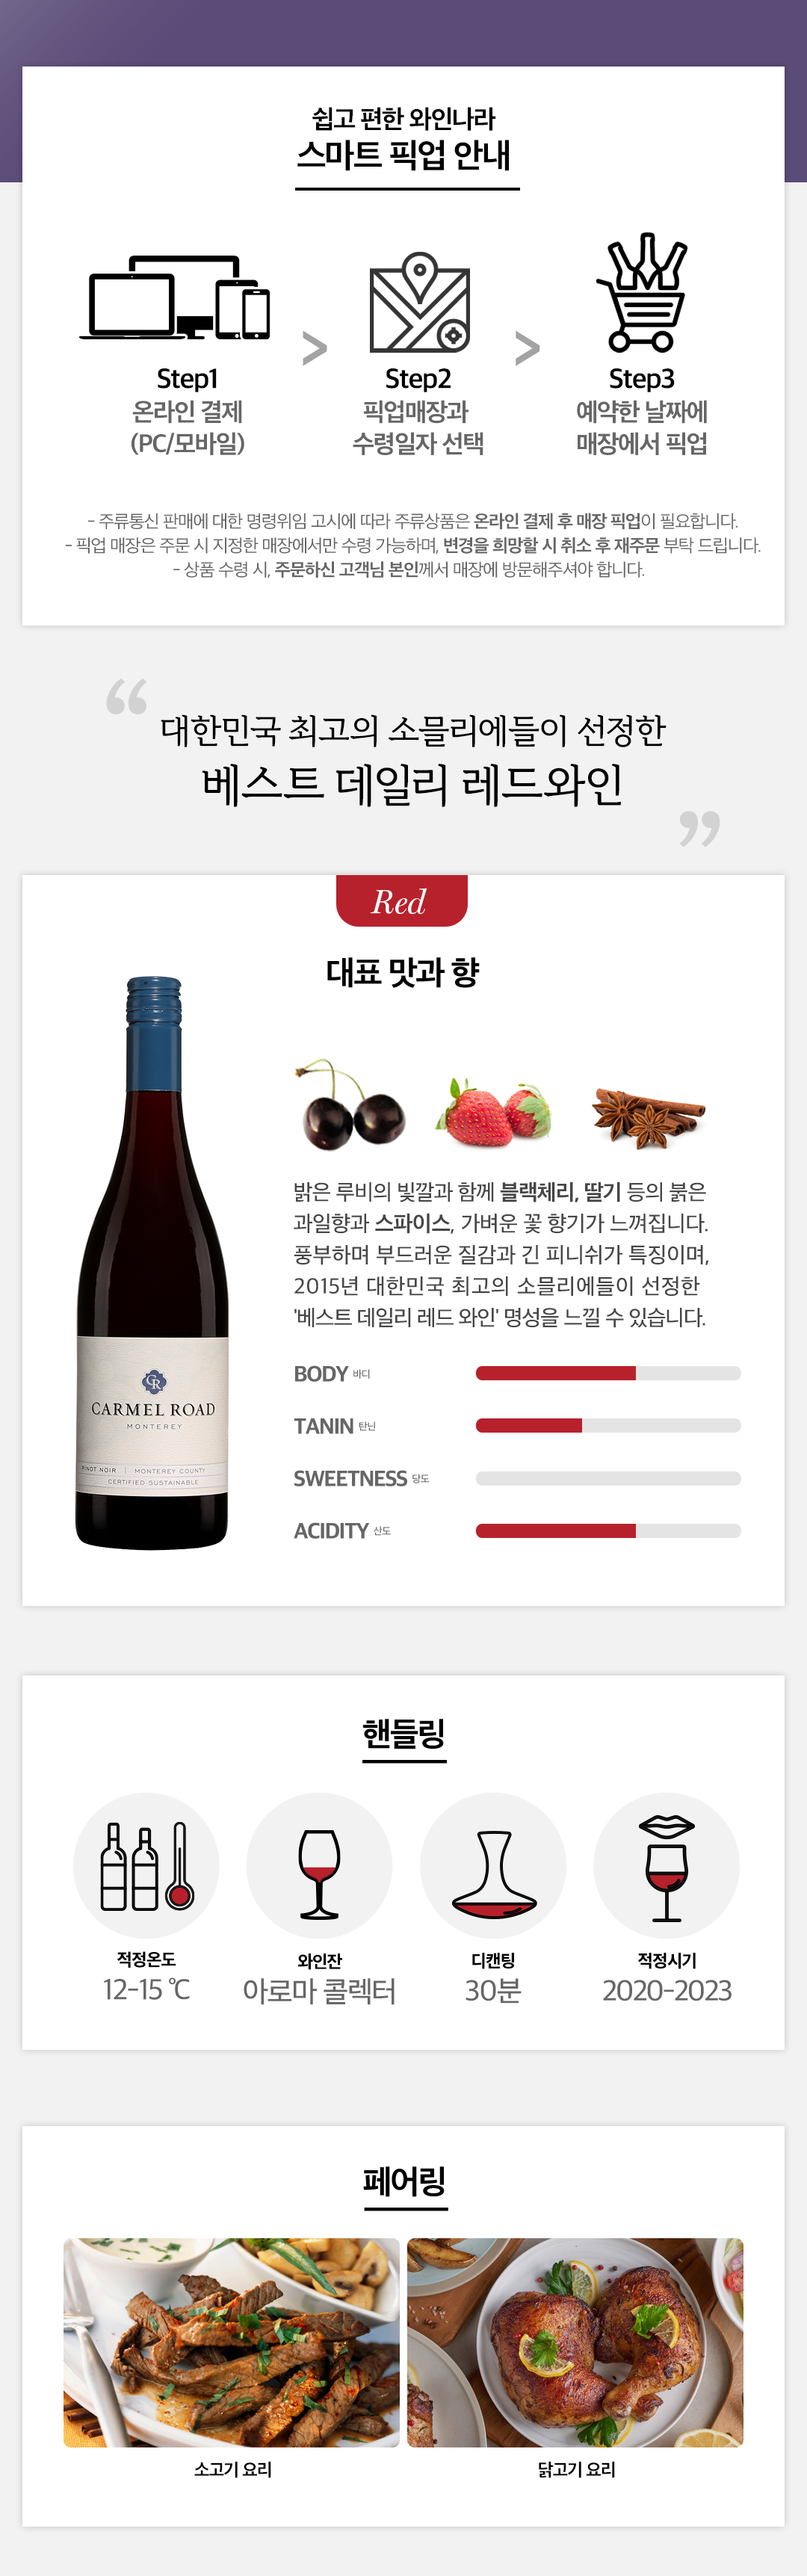 쉽고 편한 와인나라
스마트 픽업 안내
Step1
온라인 결제
(PC/모바일)
>
Step2
픽업매장과
수령일자 선택
>
Step3
예약한 날짜에
매장에서 픽업
- 주류통신 판매에 대한 명령위임 고시에 따라 주류상품은 온라인 결제 후 매장 픽업이 필요합니다.
- 픽업 매장은 주문 시 지정한 매장에서만 수령 가능하며, 변경을 희망할 시 취소 후 재주문 부탁 드립니다.
- 상품 수령 시, 주문하신 고객님 본인께서 매장에 방문해주셔야 합니다.
“
대한민국 최고의 소믈리에들이 선정한
베스트 데일리 레드와인
”
Red
대표 맛과 향
밝은 루비의 빛깔과 함께 블랙체리, 딸기 등의 붉은
과일향과 스파이스, 가벼운 꽃 향기가 느껴집니다.
풍부하며 부드러운 질감과 긴 피니쉬가 특징이며,
2015년 대한민국 최고의 소믈리에들이 선정한
'베스트 데일리 레드 와인' 명성을 느낄 수 있습니다.
CR
CARMEL ROAD
MONTEREY
PINOT NOIR | MONTEREY COUNTY
CERTIFIED SUSTAINABLE
BODY 바디
TANIN 탄닌
SWEETNESS 당도
ACIDITY 산도
핸들링
적정온도
12-15 ℃
와인잔
아로마 콜렉터
디캔팅
30분
적정시기
2020-2023
페어링
소고기 요리
닭고기 요리